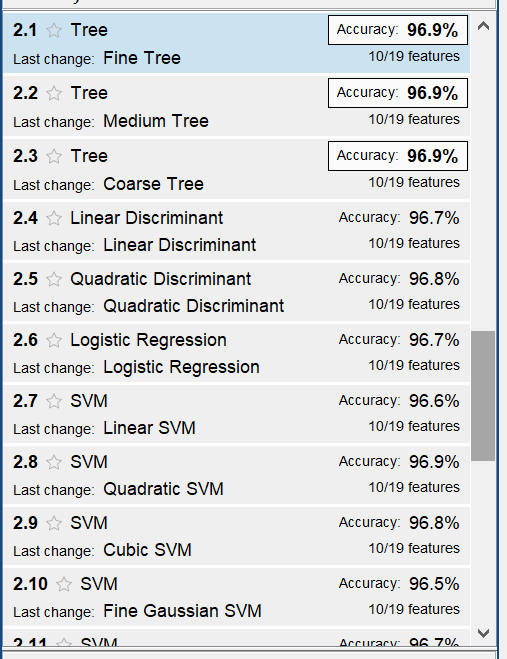 2.1 Tree Accuracy: 96.9%
Last change: Fine Tree 10/19 features
2.2 Tree Accuracy: 96.9%
Last change: Medium Tree 10/19 features
2.3 Tree Accuracy: 96.9%
Last change: Coarse Tree 10/19 features
2.4 Linear Discriminant Accuracy: 96.7%
Last change: Linear Discriminant 10/19 features
2.5 Quadratic Discriminant Accuracy: 96.8%
Last change: Quadratic Discriminant 10/19 features
2.6 Logistic Regression Accuracy: 96.7%
Last change: Logistic Regression 10/19 features
2.7 SVM Accuracy: 96.6%
Last change: Linear SVM 10/19 features
2.8 SVM Accuracy: 96.9%
Last change: Quadratic SVM 10/19 features
2.9 SVM Accuracy: 96.8%
Last change: Cubic SVM 10/19 features
2.10 SVM Accuracy: 96.5%
Last change: Fine Gaussian SVM 10/19 features
2.11 SVM Accuracy: 96.7%